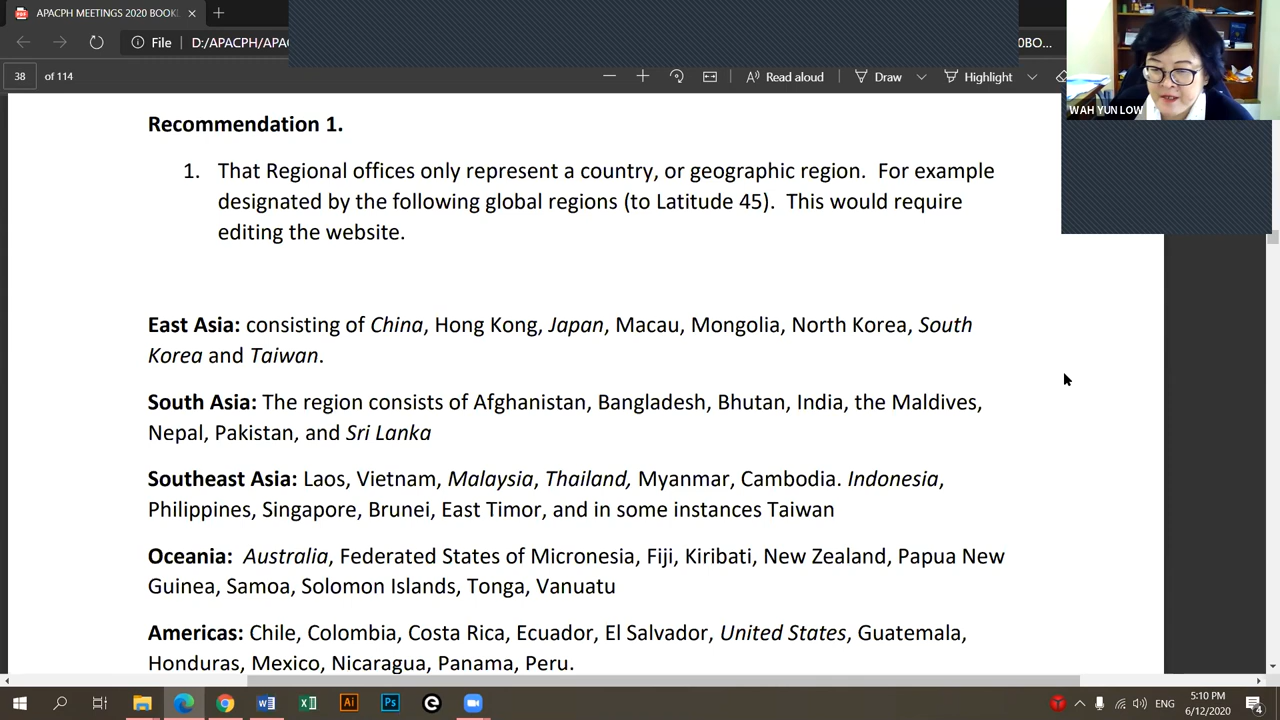 APACPH MEETINGS 2020 BOOK
File D:/APACPH/APAC 0BO...
38 of 114 Read aloud Draw Highlight
WAH YUN LOW
Recommendation 1.
1. That Regional offices only represent a country, or geographic region. For example
designated by the following global regions (to Latitude 45). This would require
editing the website.
East Asia: consisting of China, Hong Kong, Japan, Macau, Mongolia, North Korea, South
Korea and Taiwan.
South Asia: The region consists of Afghanistan, Bangladesh, Bhutan, India, the Maldives,
Nepal, Pakistan, and Sri Lanka
Southeast Asia: Laos, Vietnam, Malaysia, Thailand, Myanmar, Cambodia. Indonesia,
Philippines, Singapore, Brunei, East Timor, and in some instances Taiwan
Oceania: Australia, Federated States of Micronesia, Fiji, Kiribati, New Zealand, Papua New
Guinea, Samoa, Solomon Islands, Tonga, Vanuatu
Americas: Chile, Colombia, Costa Rica, Ecuador, El Salvador, United States, Guatemala,
Honduras, Mexico, Nicaragua, Panama, Peru.
ENG
5:10 PM
6/12/2020
4